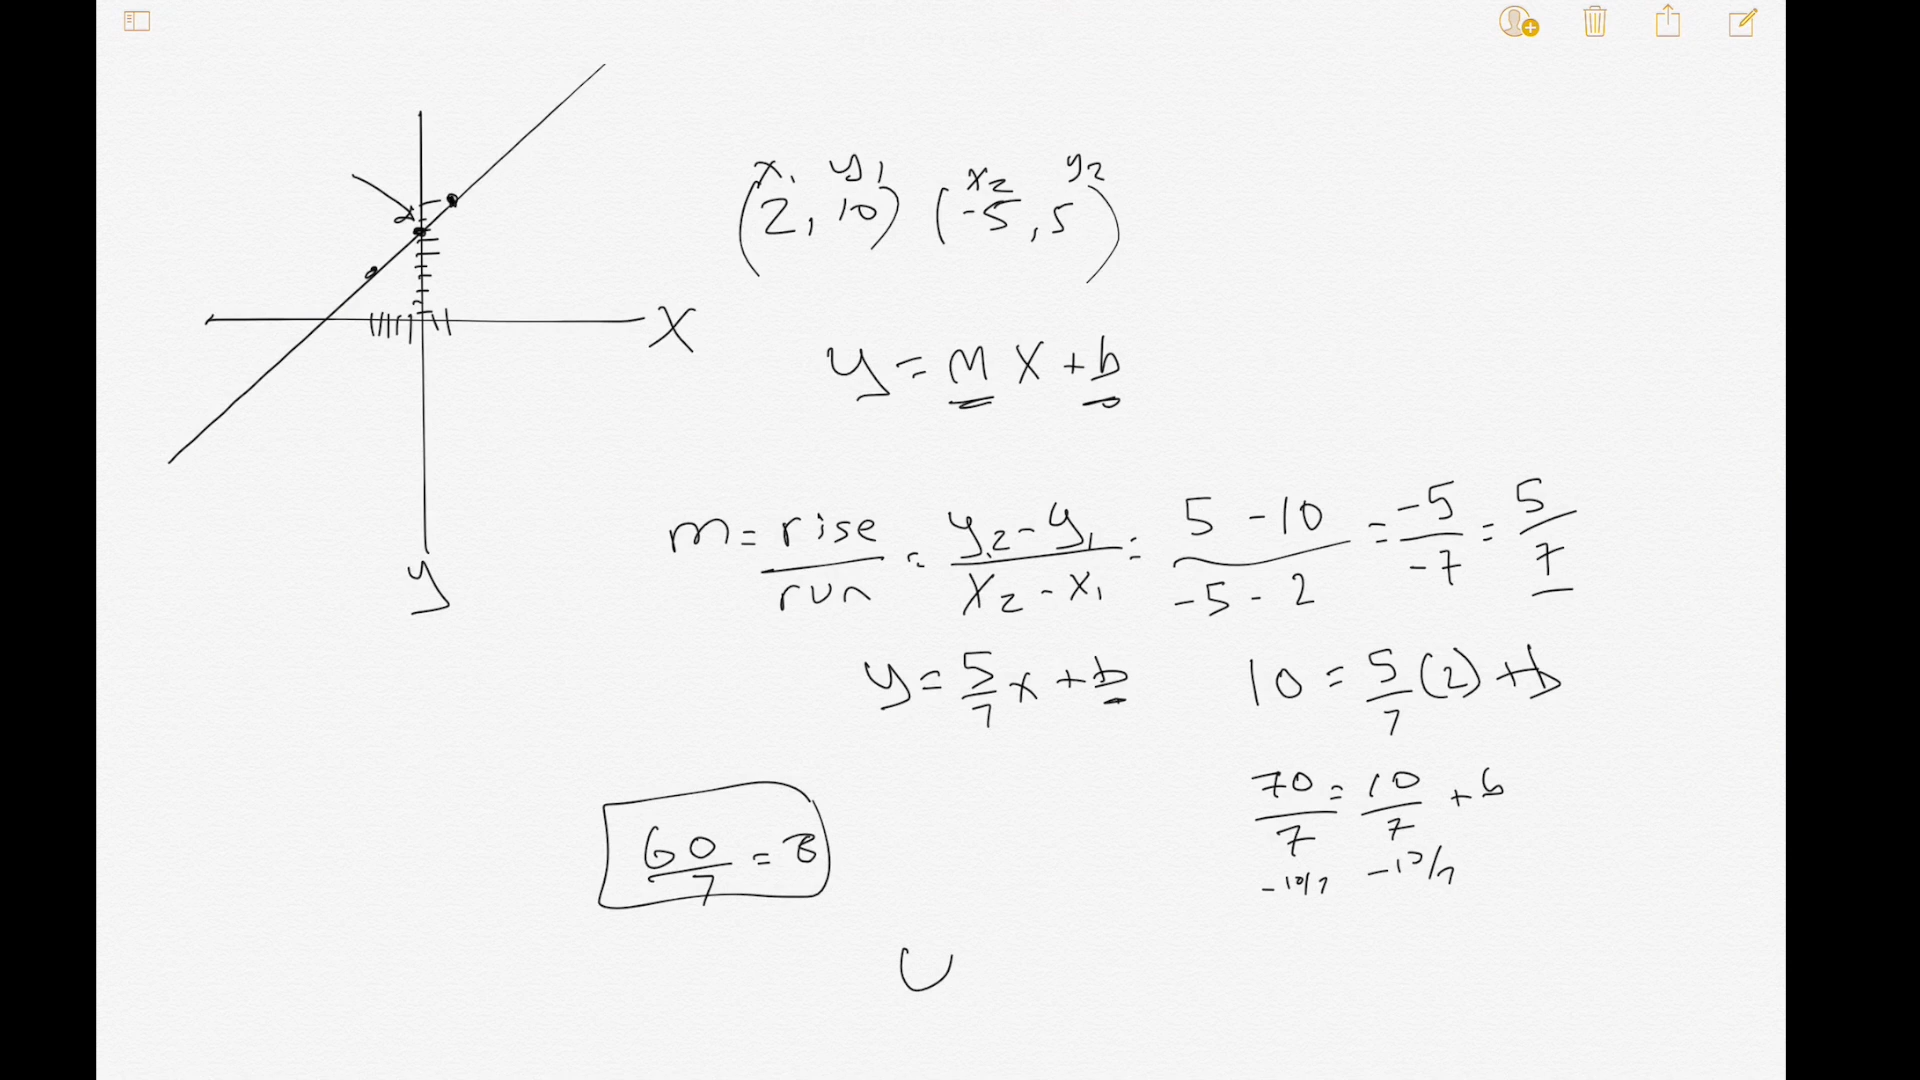 x₁ y₁ x₂ y₂
(2, 10) (-5, 5)
X
y = mx + b
y
m = rise/run = (y₂ - y₁)/(x₂ - x₁) = (5 - 10)/(-5 - 2) = -5/-7 = 5/7
y = 5/7 x + b
10 = 5/7 (2) + b
70/7 = 10/7 + b
-10/7 -10/7
60/7 = B